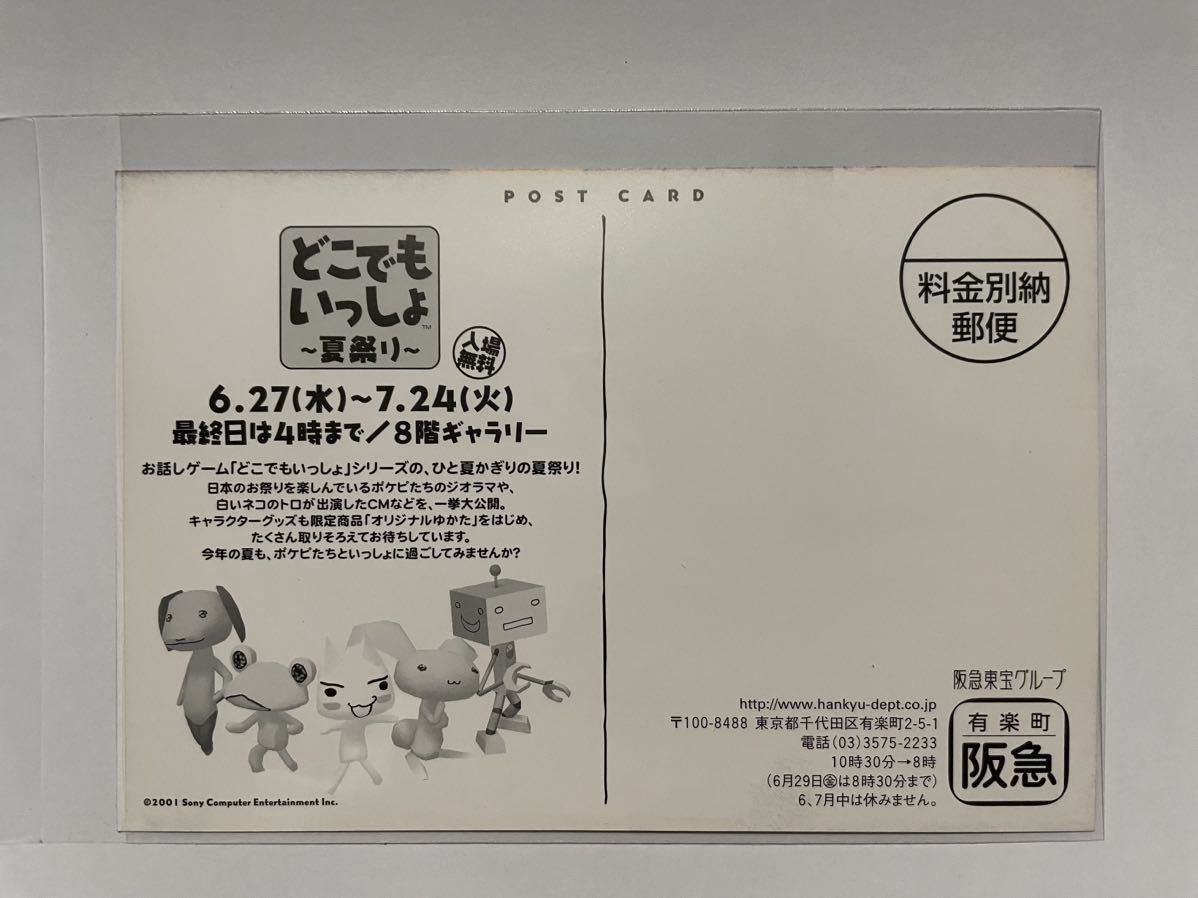 POST CARD
どこでも
いっしょ™
～夏祭り～
入場
無料
6.27(水)～7.24(火)
最終日は4時まで/8階ギャラリー
お話しゲーム「どこでもいっしょ」シリーズの、ひと夏かぎりの夏祭り!
日本のお祭りを楽しんでいるポケピたちのジオラマや、
白いネコのトロが出演したCMなどを、一挙大公開。
キャラクターグッズも限定商品「オリジナルゆかた」をはじめ、
たくさん取りそろえてお待ちしています。
今年の夏も、ポケピたちといっしょに過ごしてみませんか?
©2001 Sony Computer Entertainment Inc.
料金別納
郵便
阪急東宝グループ
http://www.hankyu-dept.co.jp
〒100-8488 東京都千代田区有楽町2-5-1
電話(03)3575-2233
10時30分→8時
(6月29日㊎は8時30分まで)
6、7月中は休みません。
有楽町
阪急